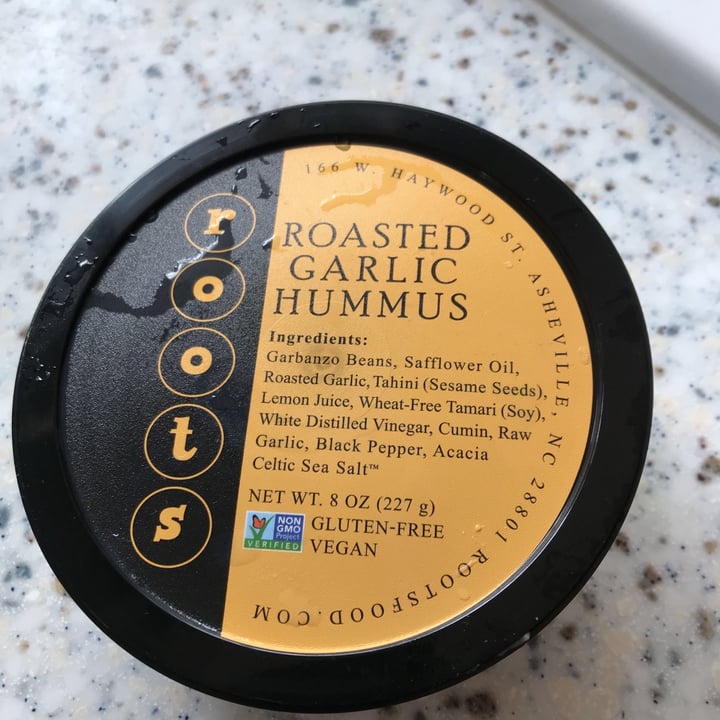 roots
166 W. HAYWOOD ST. ASHEVILLE, NC 28801 ROOTSFOOD.COM
ROASTED
GARLIC
HUMMUS
Ingredients:
Garbanzo Beans, Safflower Oil,
Roasted Garlic, Tahini (Sesame Seeds),
Lemon Juice, Wheat-Free Tamari (Soy),
White Distilled Vinegar, Cumin, Raw
Garlic, Black Pepper, Acacia
Celtic Sea Salt™
NET WT. 8 OZ (227 g)
NON
GMO
Project
VERIFIED
GLUTEN-FREE
VEGAN